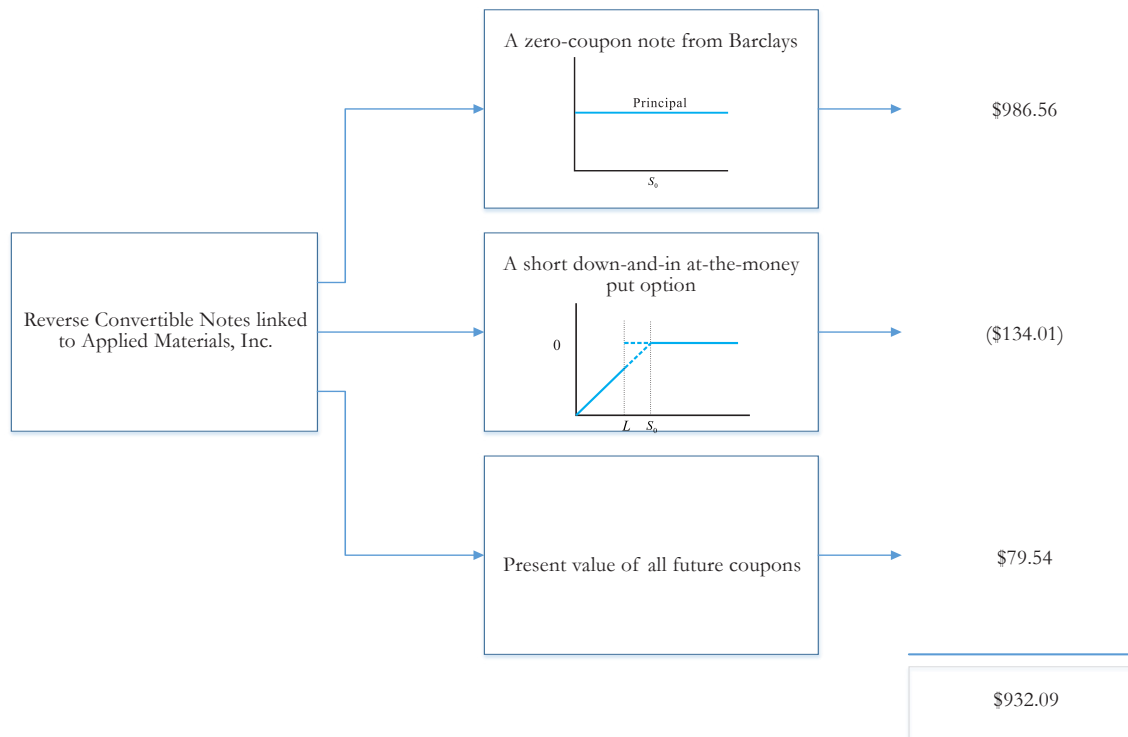 A zero-coupon note from Barclays
Principal
S₀
$986.56
Reverse Convertible Notes linked
to Applied Materials, Inc.
A short down-and-in at-the-money
put option
0
L S₀
($134.01)
Present value of all future coupons
$79.54
$932.09